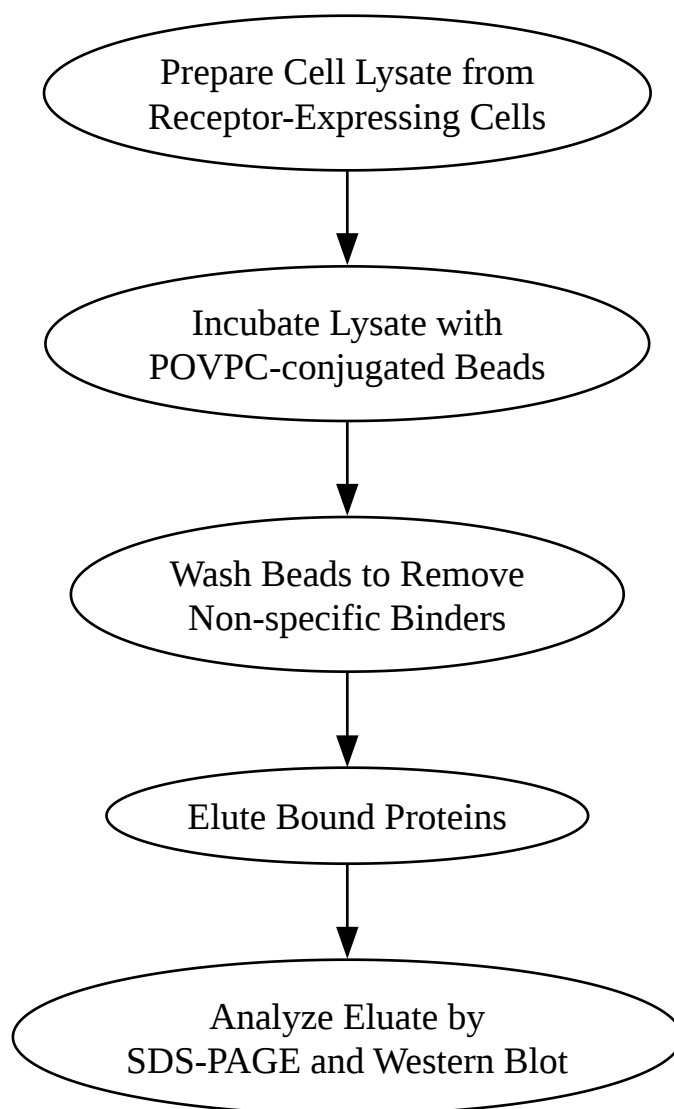 Prepare Cell Lysate from
Receptor-Expressing Cells
Incubate Lysate with
POVPC-conjugated Beads
Wash Beads to Remove
Non-specific Binders
Elute Bound Proteins
Analyze Eluate by
SDS-PAGE and Western Blot